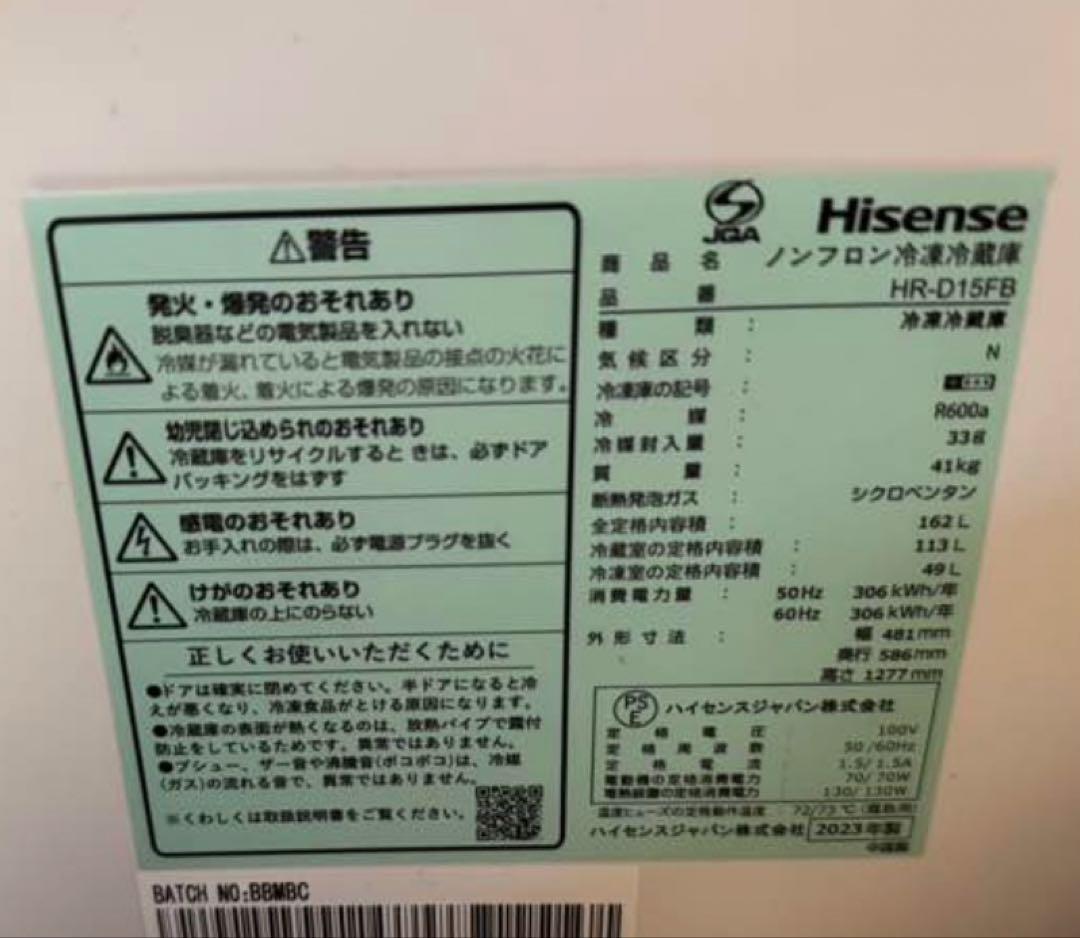 ⚠警告
発火・爆発のおそれあり
脱臭器などの電気製品を入れない
冷媒が漏れていると電気製品の接点の火花に
よる着火、着火による爆発の原因になります。
幼児閉じ込められのおそれあり
冷蔵庫をリサイクルするとき は、必ずドア
パッキングをはずす
感電のおそれあり
お手入れの際は、必ず電源プラグを抜く
けがのおそれあり
冷蔵庫の上にのらない
正しくお使いいただくために
●ドアは確実に閉めてください。半ドアになると冷
えが悪くなり、冷凍食品がとける原因になります。
●冷蔵庫の表面が熱くなるのは、放熱パイプで露付
防止をしているためです。異常ではありません。
●プシュー、ザー音や沸騰音(ポコポコ)は、冷媒
(ガス)の流れる音で、異常ではありません。
※くわしくは取扱説明書をご覧ください。
JQA
Hisense
商品名 ノンフロン冷凍冷蔵庫
品番 HR-D15FB
種類 : 冷凍冷蔵庫
気候区分 : N
冷凍庫の記号 :
冷媒 : R600a
冷媒封入量 : 33g
質量 : 41kg
断熱発泡ガス : シクロペンタン
全定格内容積 : 162L
冷蔵室の定格内容積 : 113L
冷凍室の定格内容積 : 49L
消費電力量 : 50Hz 306kWh/年
60Hz 306kWh/年
外形寸法 : 幅 481mm
奥行 586mm
高さ 1277mm
PSE ハイセンスジャパン株式会社
定格電圧 : 100V
定格周波数 : 50/60Hz
定格電流 : 1.5/1.5A
電動機の定格消費電力 : 70/70W
電熱装置の定格消費電力 : 130/130W
温度ヒューズの定格動作温度 : 72/73℃
ハイセンスジャパン株式会社 2023年製
中国製
BATCH NO:BBMBC